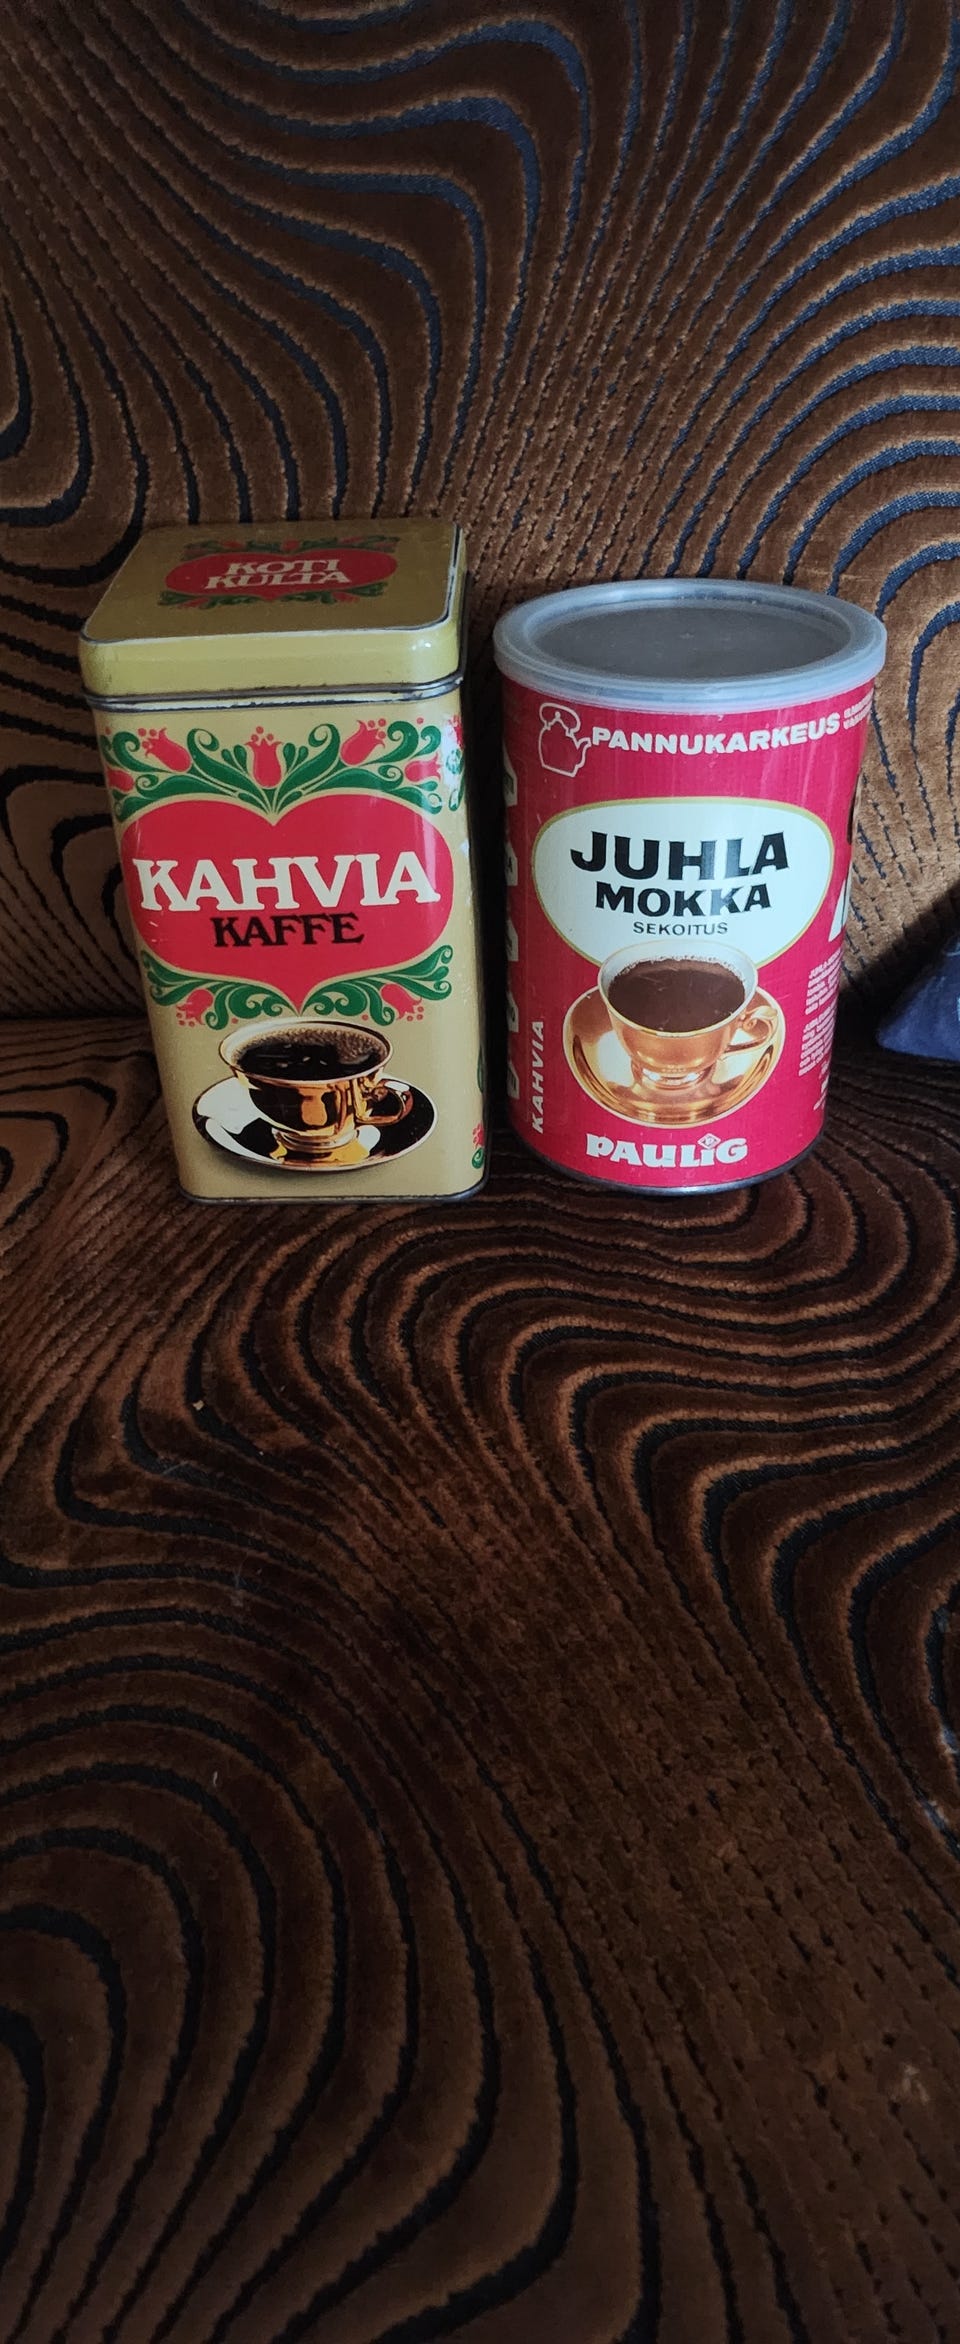 KOTI
KULTA
KAHVIA
KAFFE
PANNUKARKEUS
JUHLA
MOKKA
SEKOITUS
KAHVIA
PAULIG